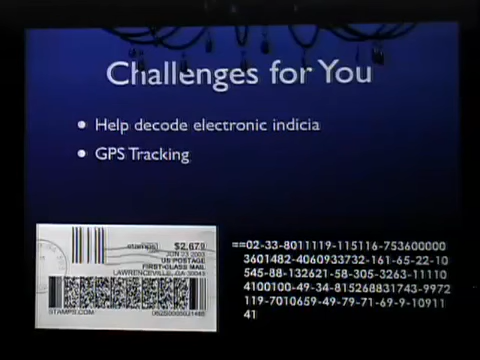 Challenges for You
Help decode electronic indicia
GPS Tracking
stamps
JUN 23 2003
US POSTAGE
FIRST-CLASS MAIL
LAWRENCEVILLE, GA 30043
STAMPS.COM
==02-33-8011119-115116-753600000
3601482-4060933732-161-65-22-10
545-88-132621-58-305-3263-11110
4100100-49-34-815268831743-9972
119-7010659-49-79-71-69-9-10911
41